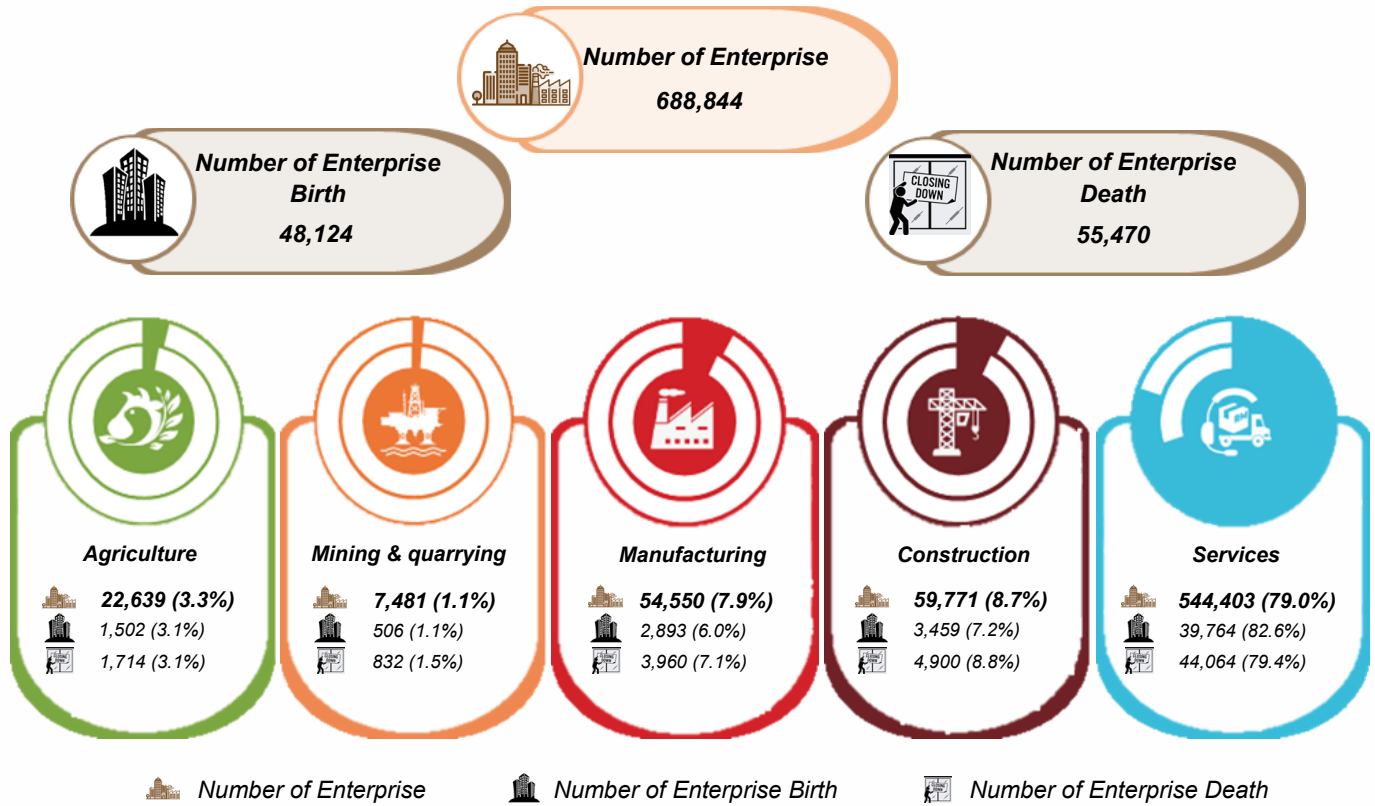 Number of Enterprise
688,844
Number of Enterprise
Birth
48,124
Number of Enterprise
Death
55,470
CLOSING
DOWN
Agriculture
22,639 (3.3%)
1,502 (3.1%)
1,714 (3.1%)
Mining & quarrying
7,481 (1.1%)
506 (1.1%)
832 (1.5%)
Manufacturing
54,550 (7.9%)
2,893 (6.0%)
3,960 (7.1%)
Construction
59,771 (8.7%)
3,459 (7.2%)
4,900 (8.8%)
Services
544,403 (79.0%)
39,764 (82.6%)
44,064 (79.4%)
Number of Enterprise
Number of Enterprise Birth
Number of Enterprise Death